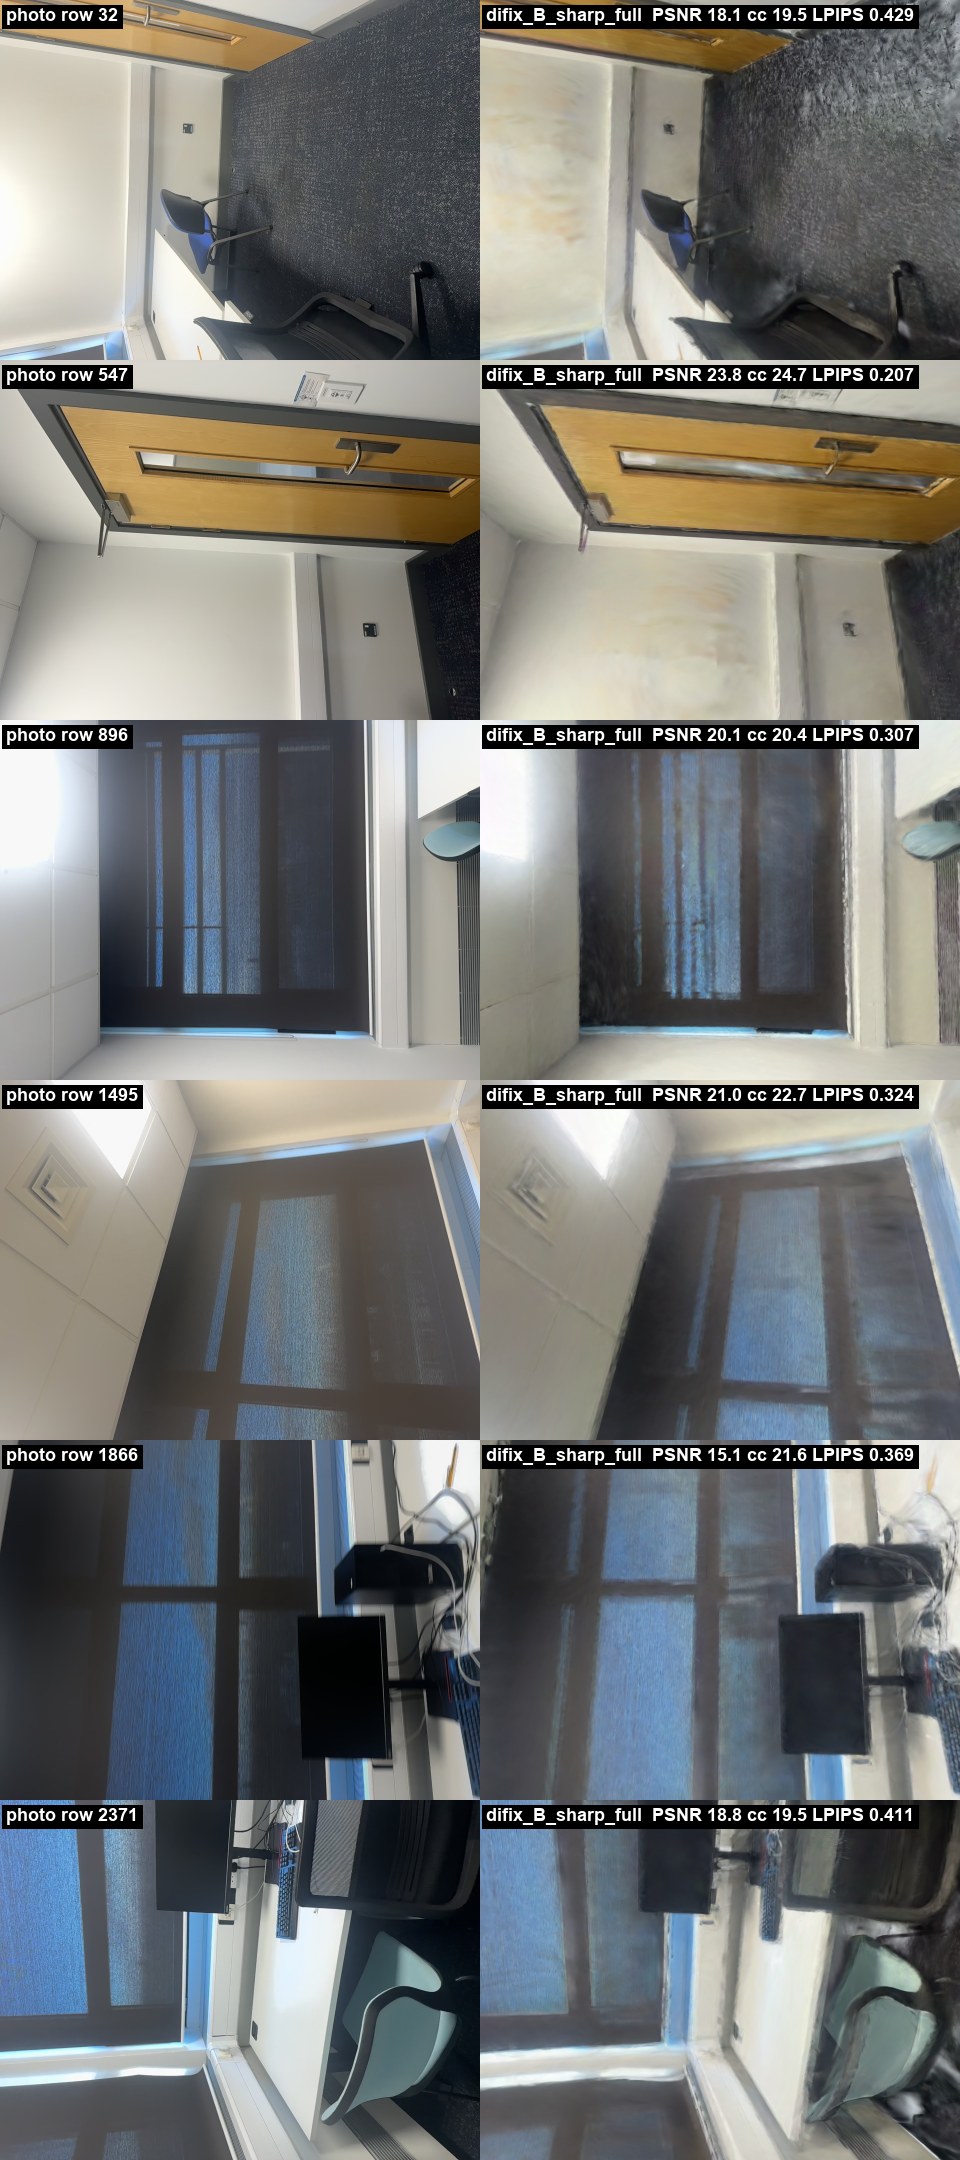 photo row 32
difix_B_sharp_full PSNR 18.1 cc 19.5 LPIPS 0.429
photo row 547
difix_B_sharp_full PSNR 23.8 cc 24.7 LPIPS 0.207
photo row 896
difix_B_sharp_full PSNR 20.1 cc 20.4 LPIPS 0.307
photo row 1495
difix_B_sharp_full PSNR 21.0 cc 22.7 LPIPS 0.324
photo row 1866
difix_B_sharp_full PSNR 15.1 cc 21.6 LPIPS 0.369
photo row 2371
difix_B_sharp_full PSNR 18.8 cc 19.5 LPIPS 0.411